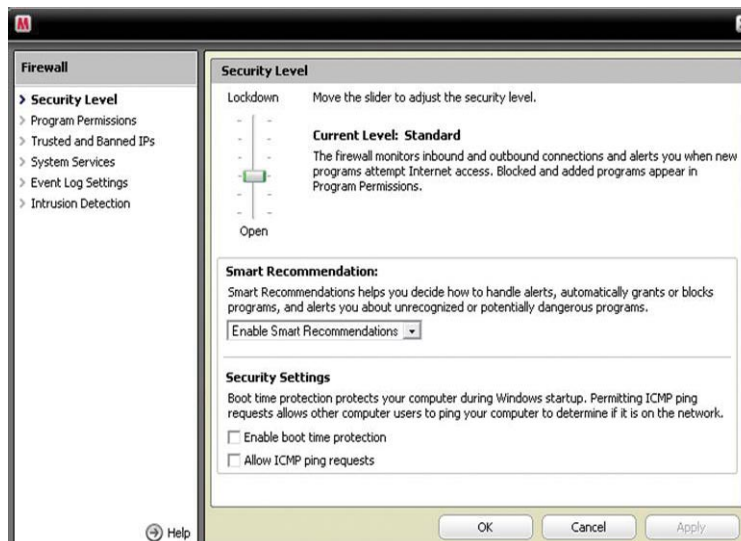 M
Firewall
> Security Level
> Program Permissions
> Trusted and Banned IPs
> System Services
> Event Log Settings
> Intrusion Detection
Help
Security Level
Lockdown
Open
Move the slider to adjust the security level.
Current Level: Standard
The firewall monitors inbound and outbound connections and alerts you when new
programs attempt Internet access. Blocked and added programs appear in
Program Permissions.
Smart Recommendation:
Smart Recommendations helps you decide how to handle alerts, automatically grants or blocks
programs, and alerts you about unrecognized or potentially dangerous programs.
Enable Smart Recommendations
Security Settings
Boot time protection protects your computer during Windows startup. Permitting ICMP ping
requests allows other computer users to ping your computer to determine if it is on the network.
Enable boot time protection
Allow ICMP ping requests
OK
Cancel
Apply